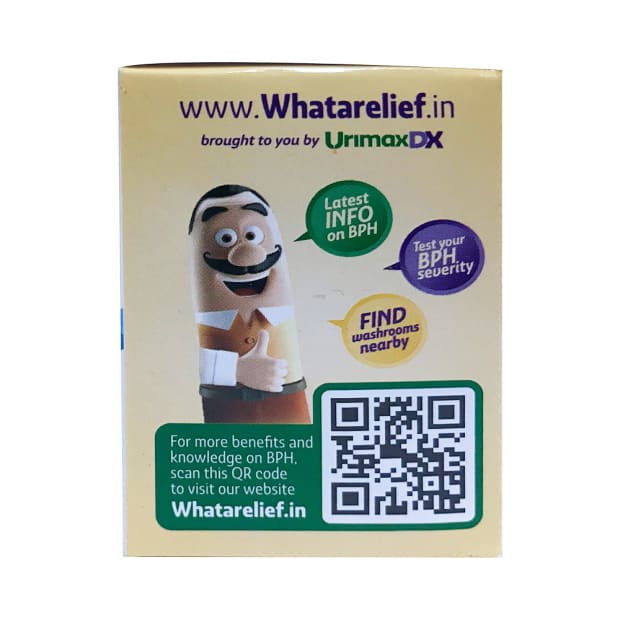 www.Whatarelief.in
brought to you by UrimaxDX
Latest
INFO
on BPH
Test your
BPH
severity
FIND
washrooms
nearby
For more benefits and
knowledge on BPH,
scan this QR code
to visit our website
Whatarelief.in